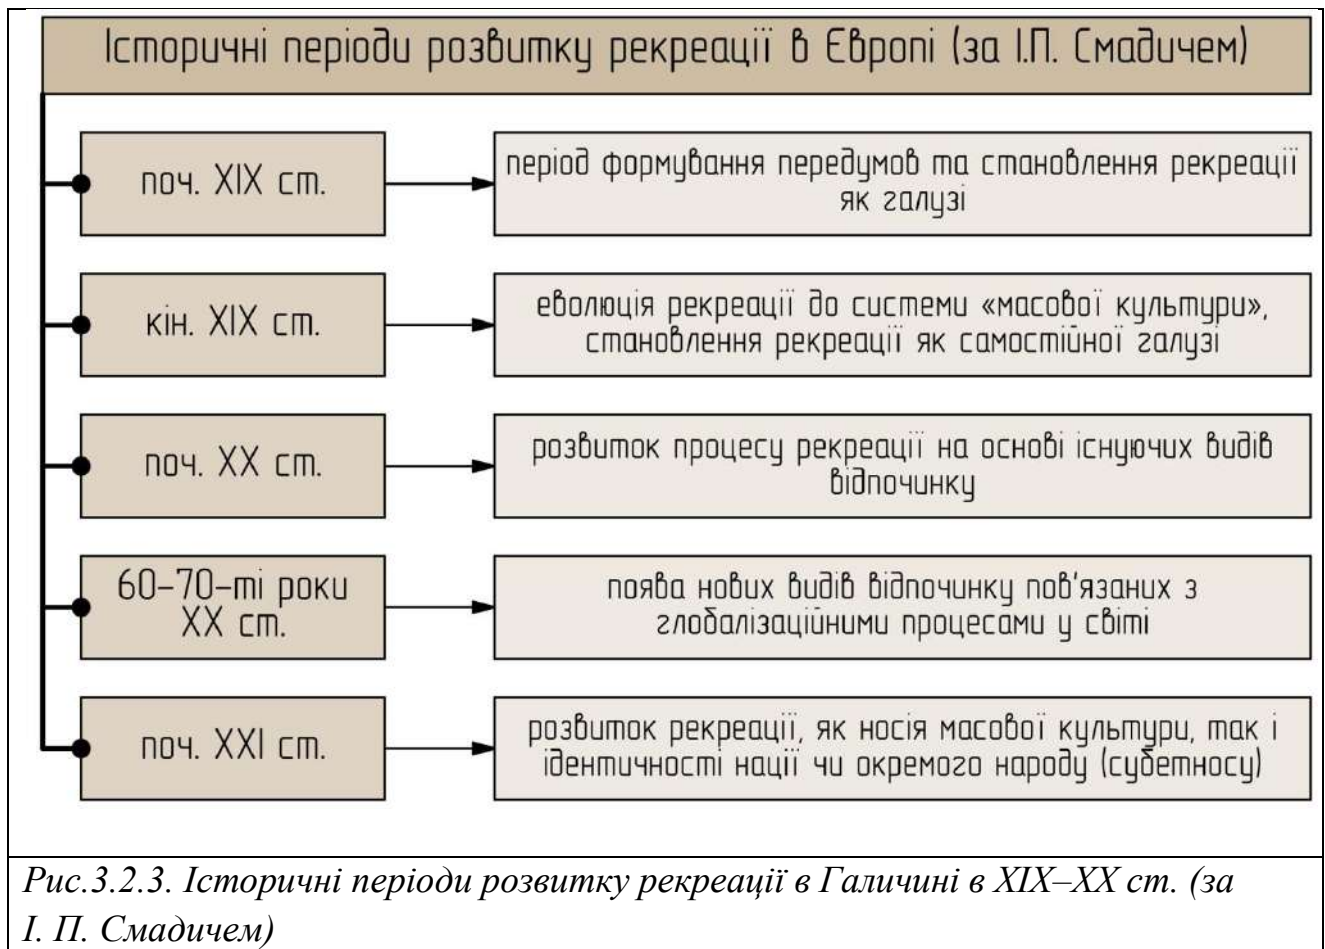 Історичні періоди розвитку рекреації в Європі (за І.П. Смадичем)
поч. XIX ст.
період формування передумов та становлення рекреації
як галузі
кін. XIX ст.
еволюція рекреації до системи «масової культури»,
становлення рекреації як самостійної галузі
поч. XX ст.
розвиток процесу рекреації на основі існуючих видів
відпочинку
60–70-ті роки
XX ст.
поява нових видів відпочинку пов'язаних з
глобалізаційними процесами у світі
поч. XXI ст.
розвиток рекреації, як носія масової культури, так і
ідентичності нації чи окремого народу (субетносу)
Рис.3.2.3. Історичні періоди розвитку рекреації в Галичині в XIX–XX ст. (за
І. П. Смадичем)